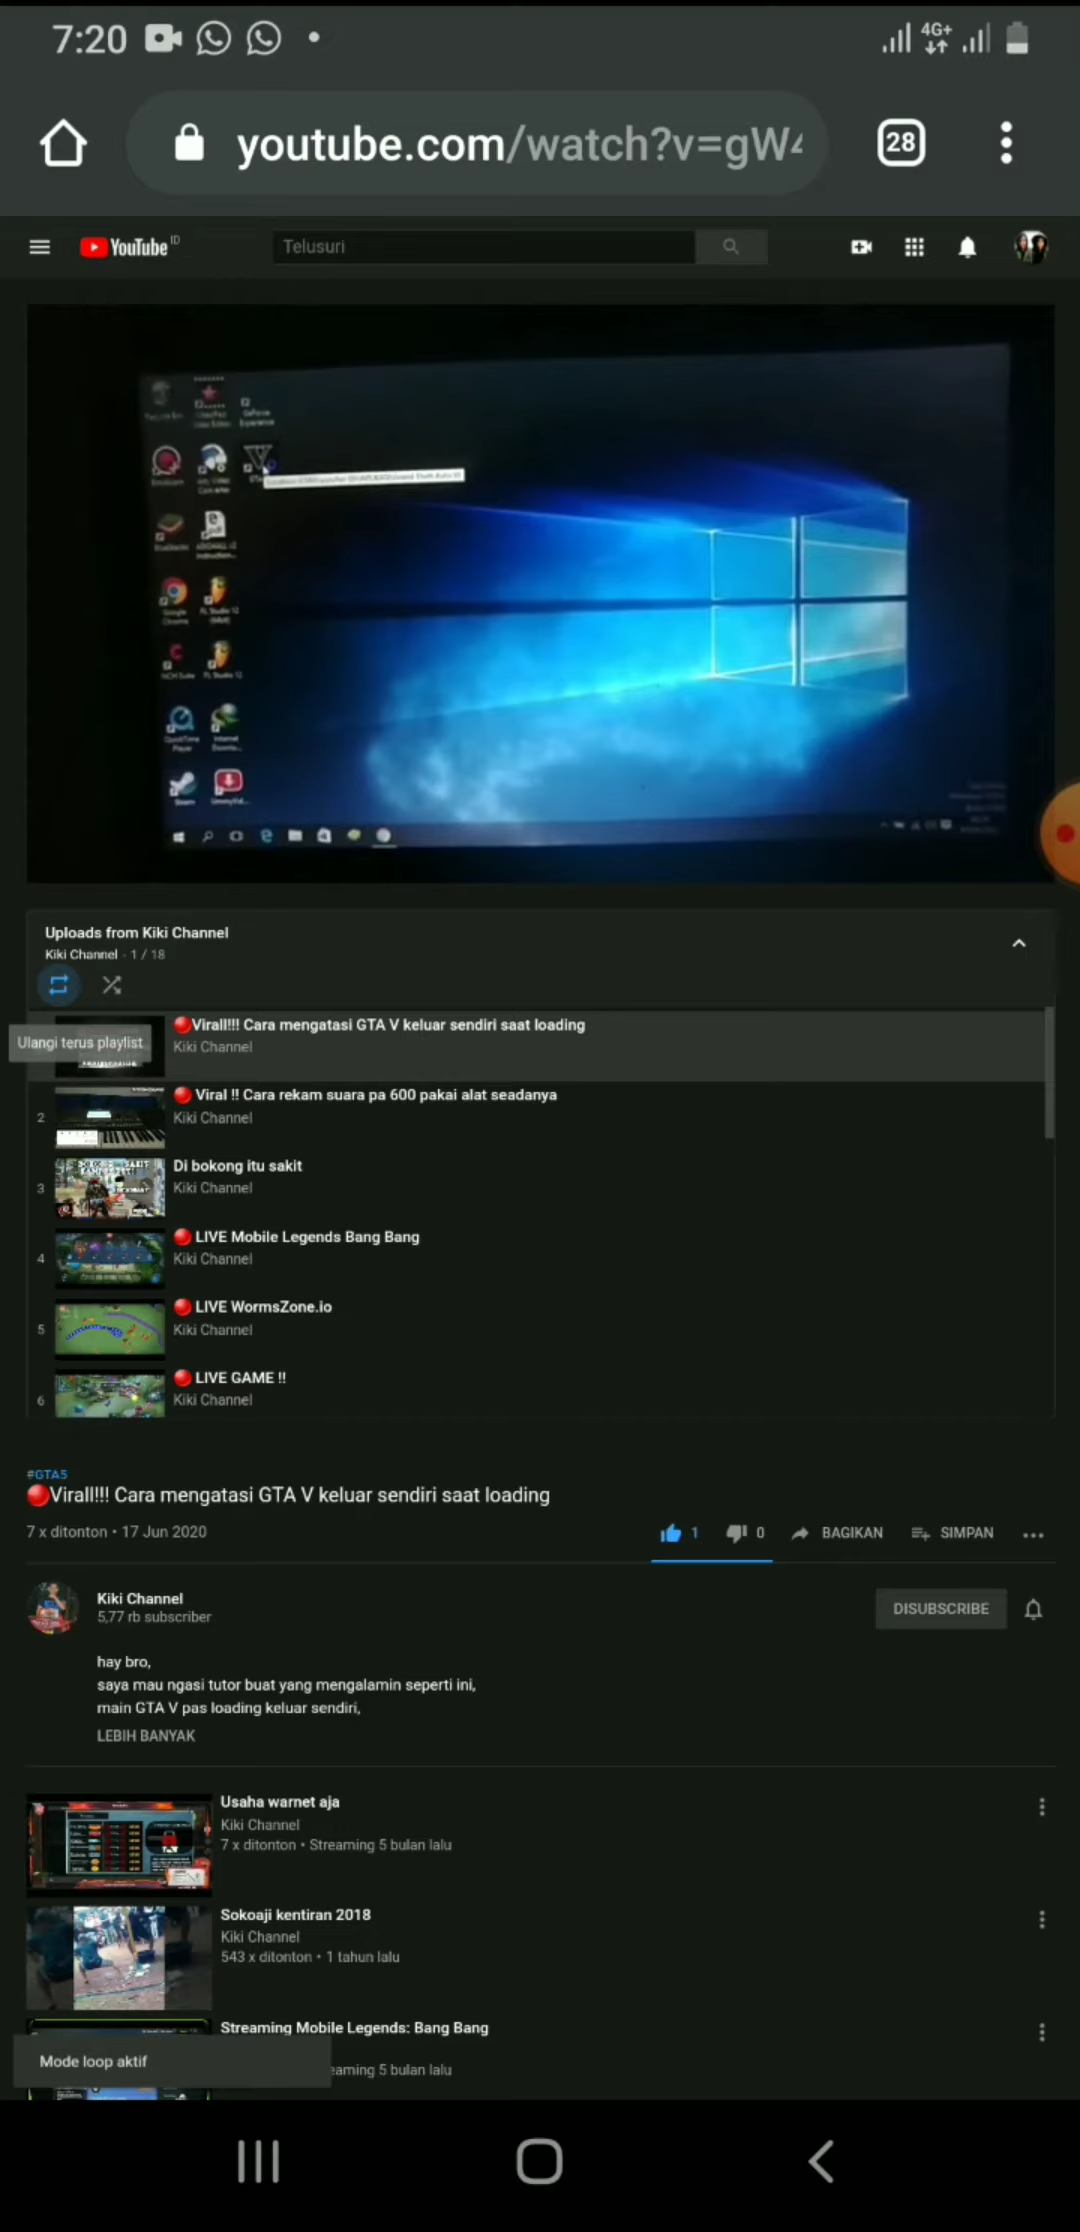 7:20
4G+
youtube.com/watch?v=gW4
28
YouTube ID
Telusuri
Google Chrome
Steam
Uploads from Kiki Channel
Kiki Channel - 1 / 18
Ulangi terus playlist
Virall!!! Cara mengatasi GTA V keluar sendiri saat loading
Kiki Channel
2
Viral !! Cara rekam suara pa 600 pakai alat seadanya
Kiki Channel
3
Di bokong itu sakit
Kiki Channel
4
LIVE Mobile Legends Bang Bang
Kiki Channel
5
LIVE WormsZone.io
Kiki Channel
6
LIVE GAME !!
Kiki Channel
#GTA5
Virall!!! Cara mengatasi GTA V keluar sendiri saat loading
7 x ditonton • 17 Jun 2020
1
0
BAGIKAN
SIMPAN
Kiki Channel
5,77 rb subscriber
DISUBSCRIBE
hay bro,
saya mau ngasi tutor buat yang mengalamin seperti ini,
main GTA V pas loading keluar sendiri,
LEBIH BANYAK
Usaha warnet aja
Kiki Channel
7 x ditonton • Streaming 5 bulan lalu
Sokoaji kentiran 2018
Kiki Channel
543 x ditonton • 1 tahun lalu
Streaming Mobile Legends: Bang Bang
eaming 5 bulan lalu
Mode loop aktif